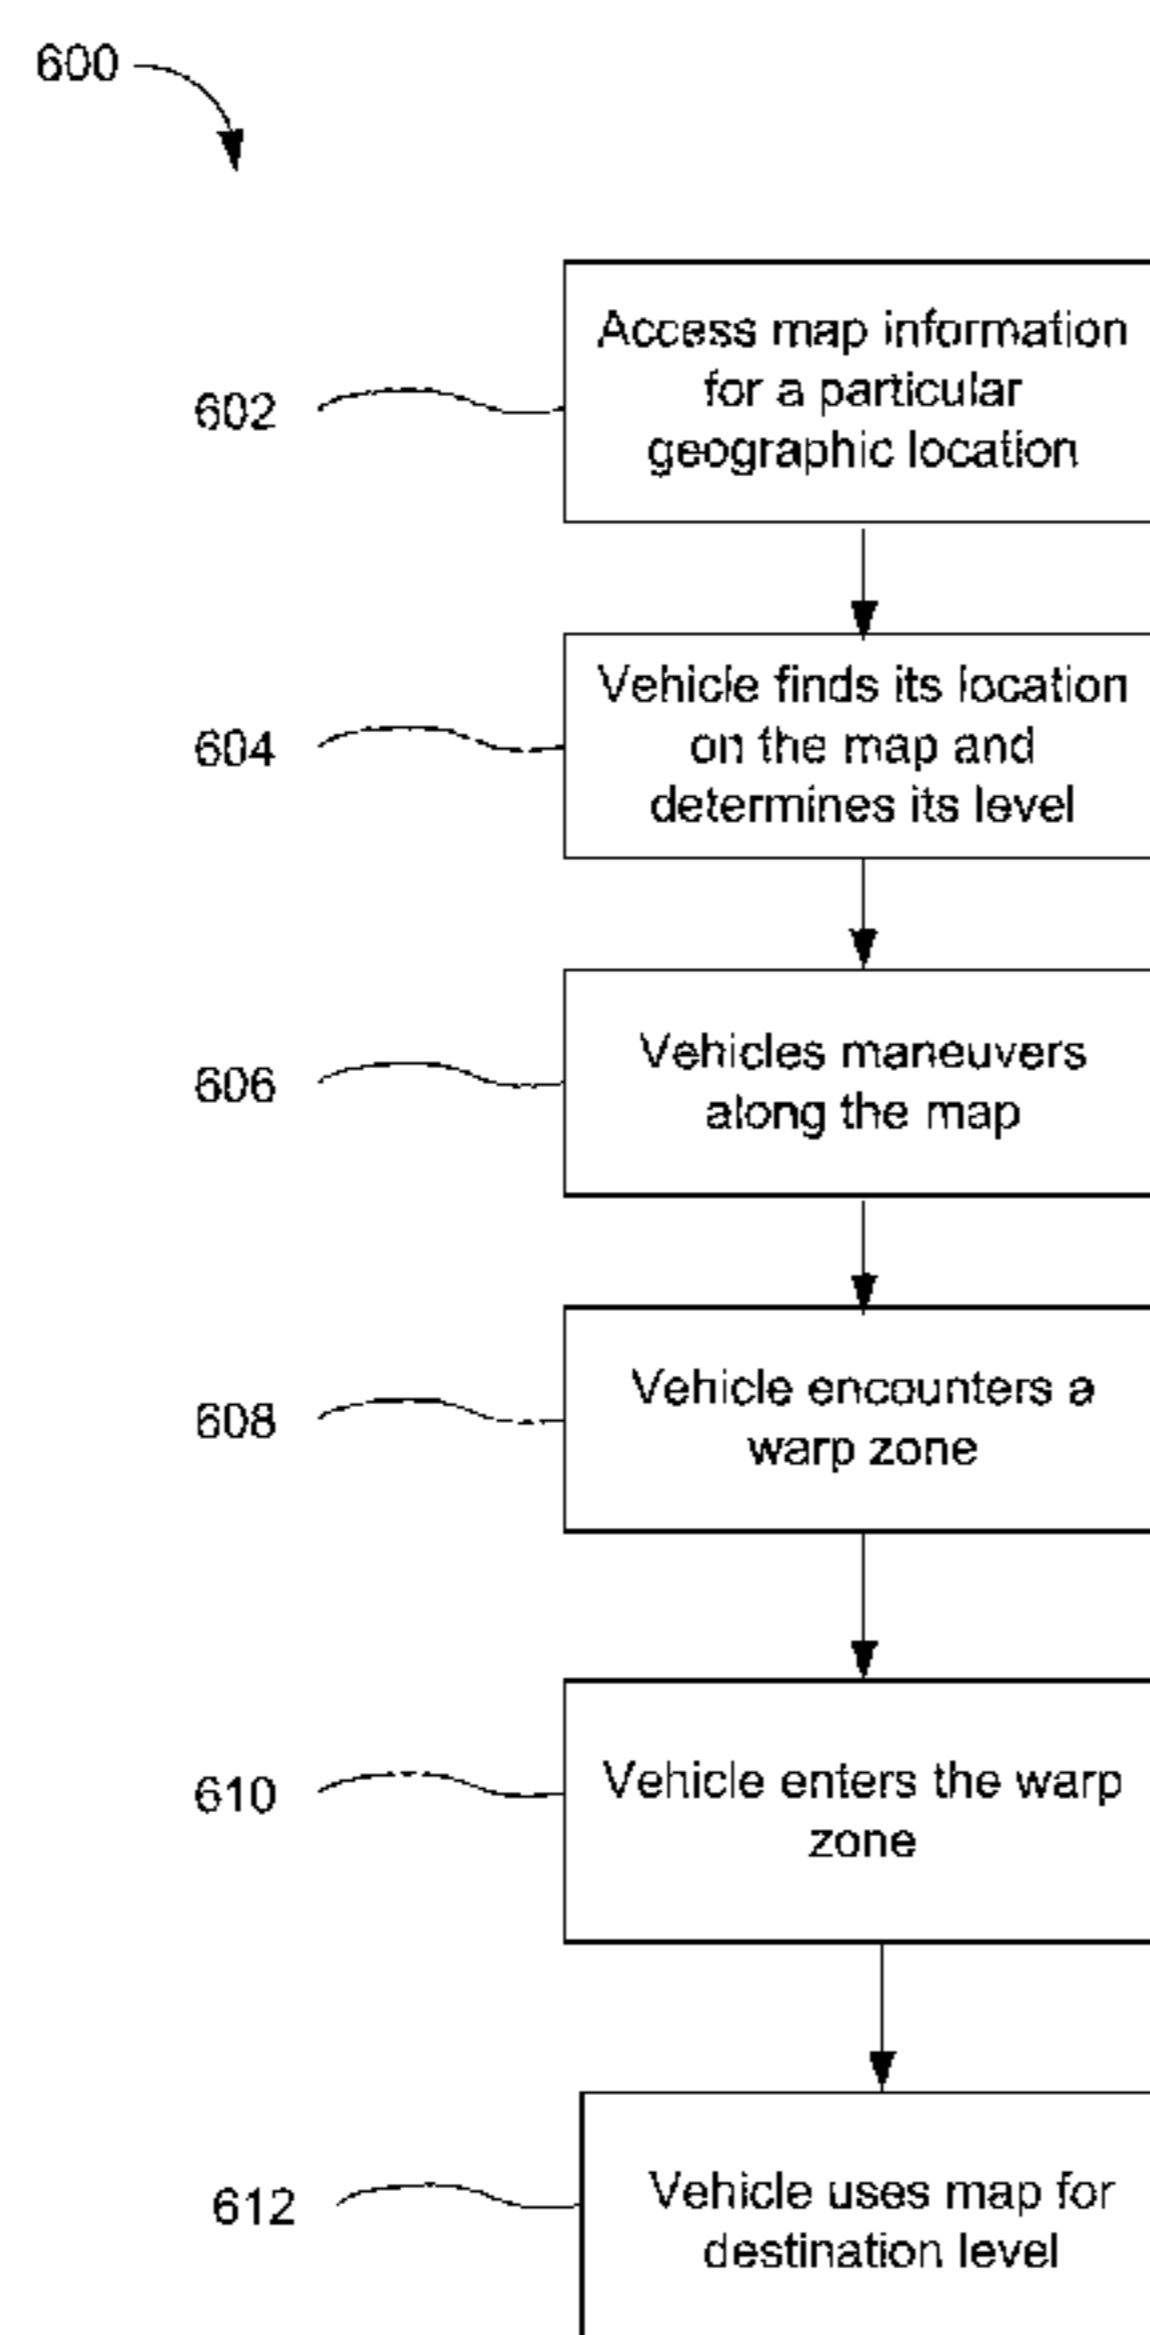 600
Access map information
for a particular
geographic location
602
Vehicle finds its location
on the map and
determines its level
604
Vehicles maneuvers
along the map
606
Vehicle encounters a
warp zone
608
Vehicle enters the warp
zone
610
Vehicle uses map for
destination level
612